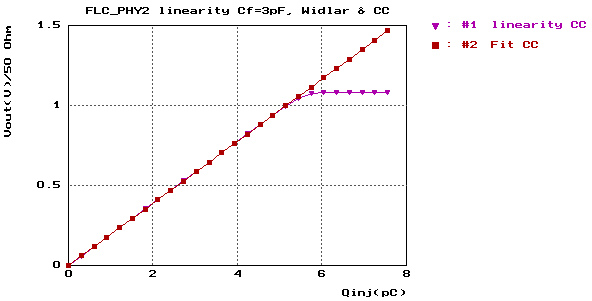 FLC_PHY2 linearity Cf=3pF, Widlar & CC
Vout(V)/50 Ohm
1.5
1
0.5
0
0 2 4 6 8
Qinj(pC)
: #1 linearity CC
: #2 Fit CC